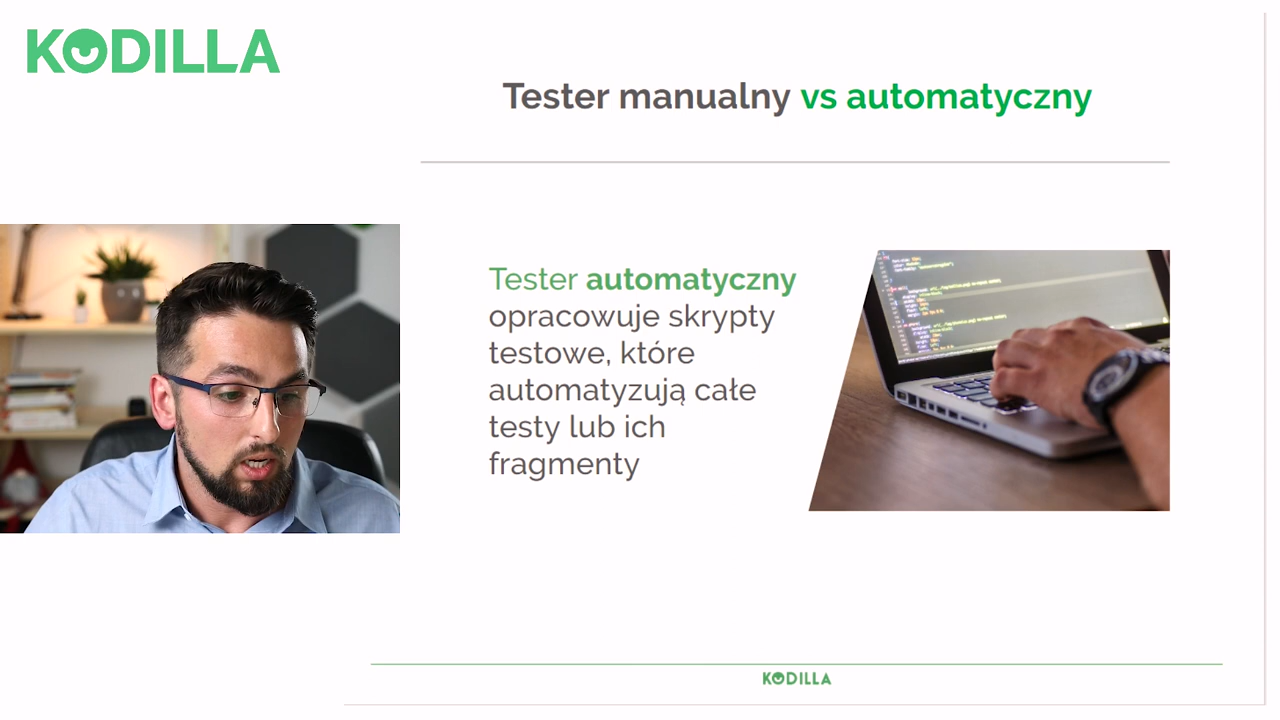 KODILLA
Tester manualny vs automatyczny
Tester automatyczny
opracowuje skrypty
testowe, które
automatyzują całe
testy lub ich
fragmenty
KODILLA